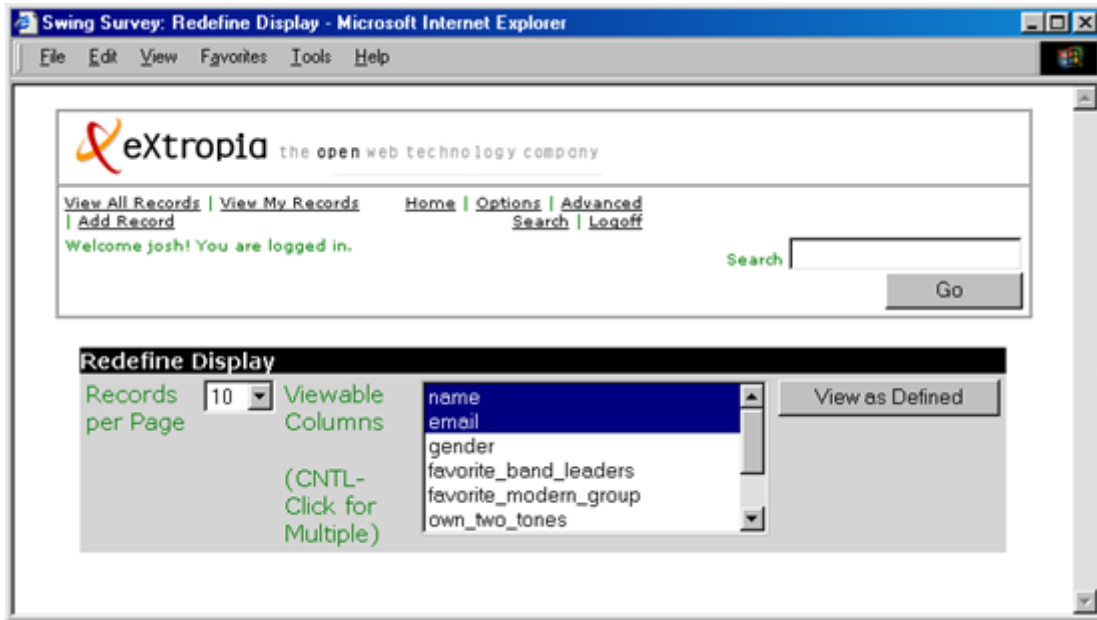 Swing Survey: Redefine Display - Microsoft Internet Explorer
File Edit View Favorites Tools Help
eXtropia the open web technology company
View All Records | View My Records Home | Options | Advanced
| Add Record Search | Logoff
Welcome josh! You are logged in.
Search
Go
Redefine Display
Records per Page
10
Viewable Columns
(CNTL-
Click for
Multiple)
name
email
gender
favorite_band_leaders
favorite_modern_group
own_two_tones
View as Defined